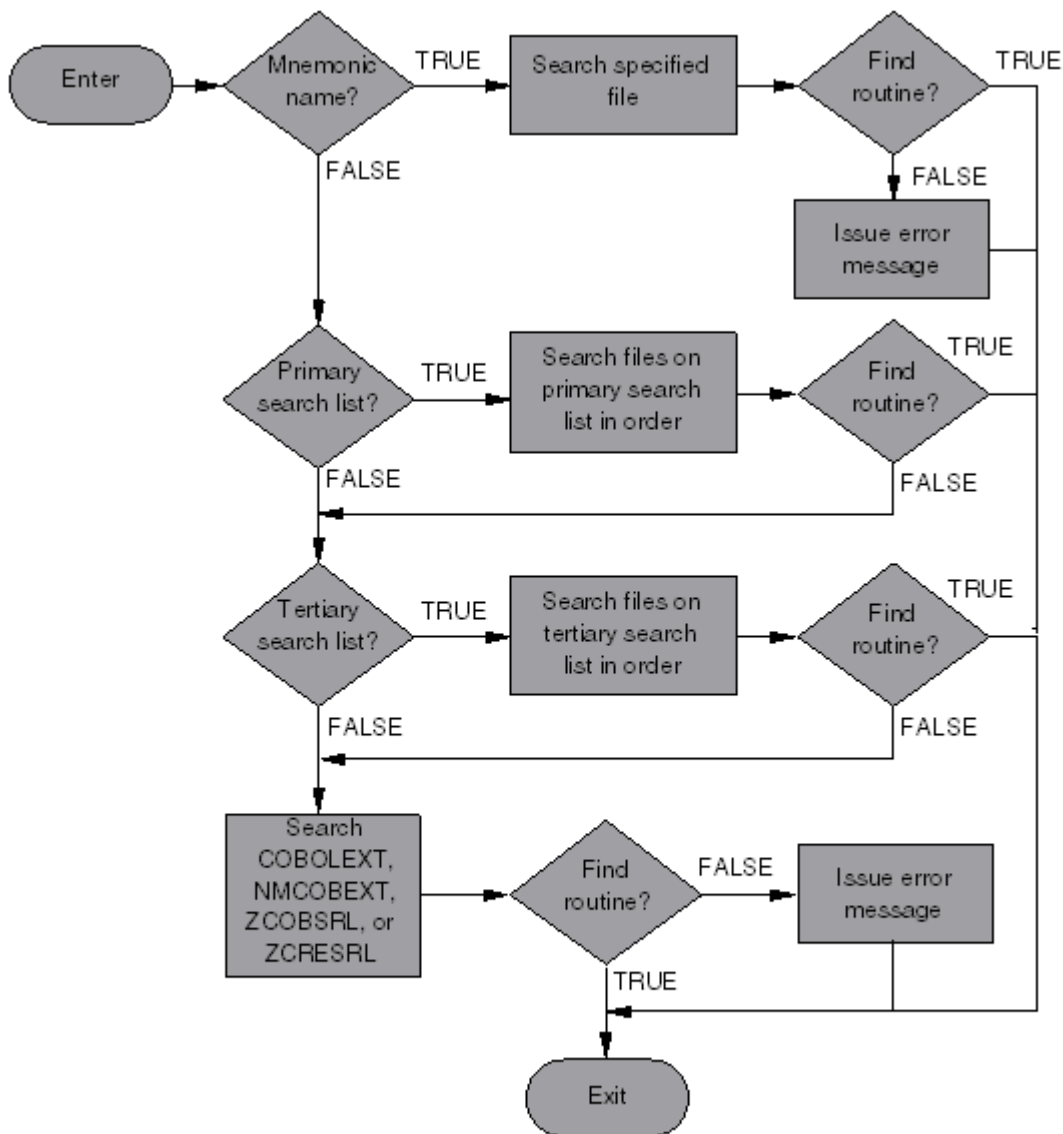 Enter
Mnemonic
name?
TRUE
Search specified
file
Find
routine?
TRUE
FALSE
FALSE
Issue error
message
Primary
search list?
TRUE
Search files on
primary search
list in order
Find
routine?
TRUE
FALSE
FALSE
Tertiary
search list?
TRUE
Search files on
tertiary search
list in order
Find
routine?
TRUE
FALSE
FALSE
Search
COBOLEXT,
NMCOBEXT,
ZCOBSRL, or
ZCRESRL
Find
routine?
FALSE
Issue error
message
TRUE
Exit